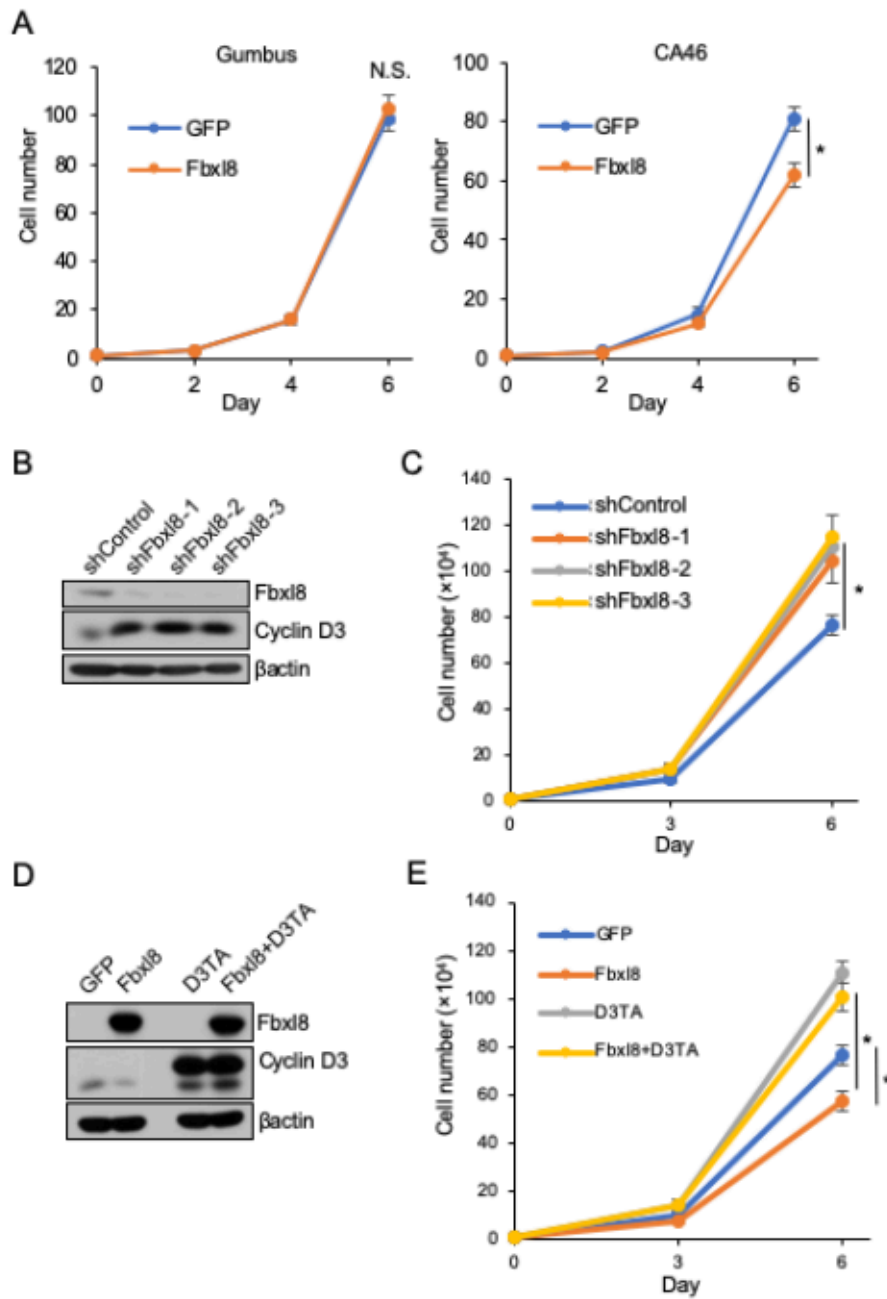 A
Gumbus
N.S.
GFP
Fbxl8
Cell number
120
100
80
60
40
20
0
0 2 4 6
Day
CA46
GFP
Fbxl8
*
Cell number
100
80
60
40
20
0
0 2 4 6
Day
B
shControl
shFbxl8-1
shFbxl8-2
shFbxl8-3
Fbxl8
Cyclin D3
βactin
C
shControl
shFbxl8-1
shFbxl8-2
shFbxl8-3
*
Cell number (×10⁴)
140
120
100
80
60
40
20
0
0 3 6
Day
D
GFP
Fbxl8
D3TA
Fbxl8+D3TA
Fbxl8
Cyclin D3
βactin
E
GFP
Fbxl8
D3TA
Fbxl8+D3TA
*
*
Cell number (×10⁴)
140
120
100
80
60
40
20
0
0 3 6
Day